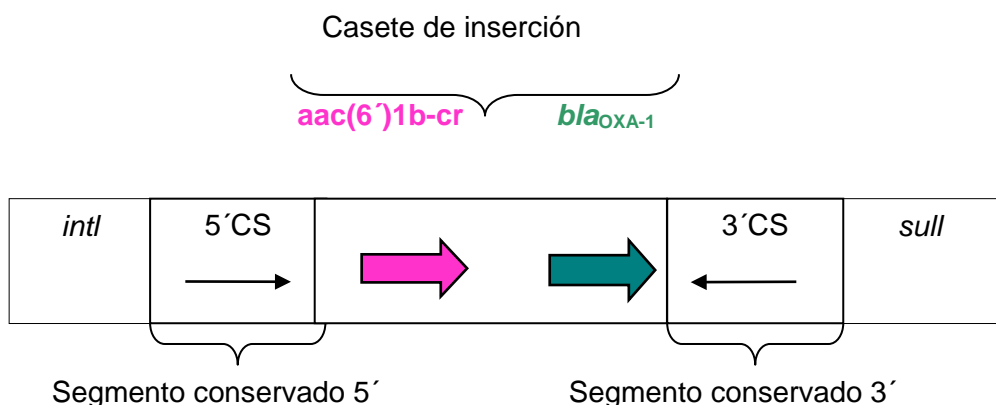 Casete de inserción
aac(6´)1b-cr blaOXA-1
intl 5´CS 3´CS sull
Segmento conservado 5´ Segmento conservado 3´